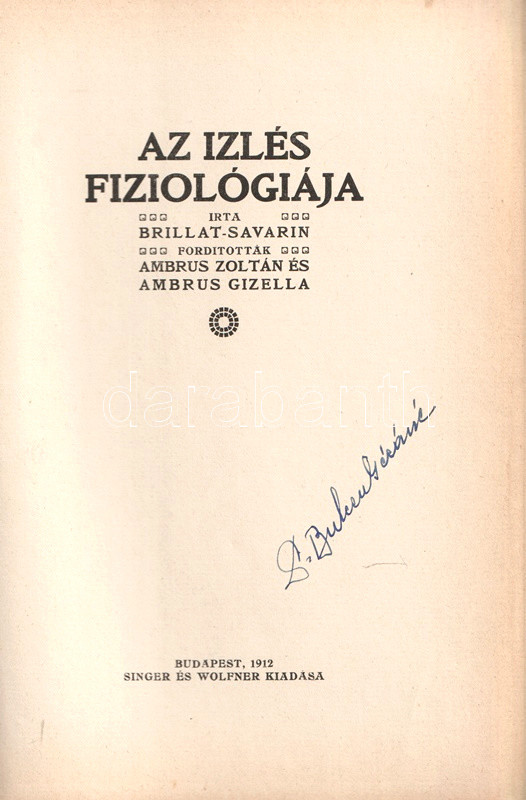 AZ IZLÉS
FIZIOLÓGIÁJA
IRTA
BRILLAT-SAVARIN
FORDITOTTÁK
AMBRUS ZOLTÁN ÉS
AMBRUS GIZELLA
darabanth
BUDAPEST, 1912
SINGER ÉS WOLFNER KIADÁSA